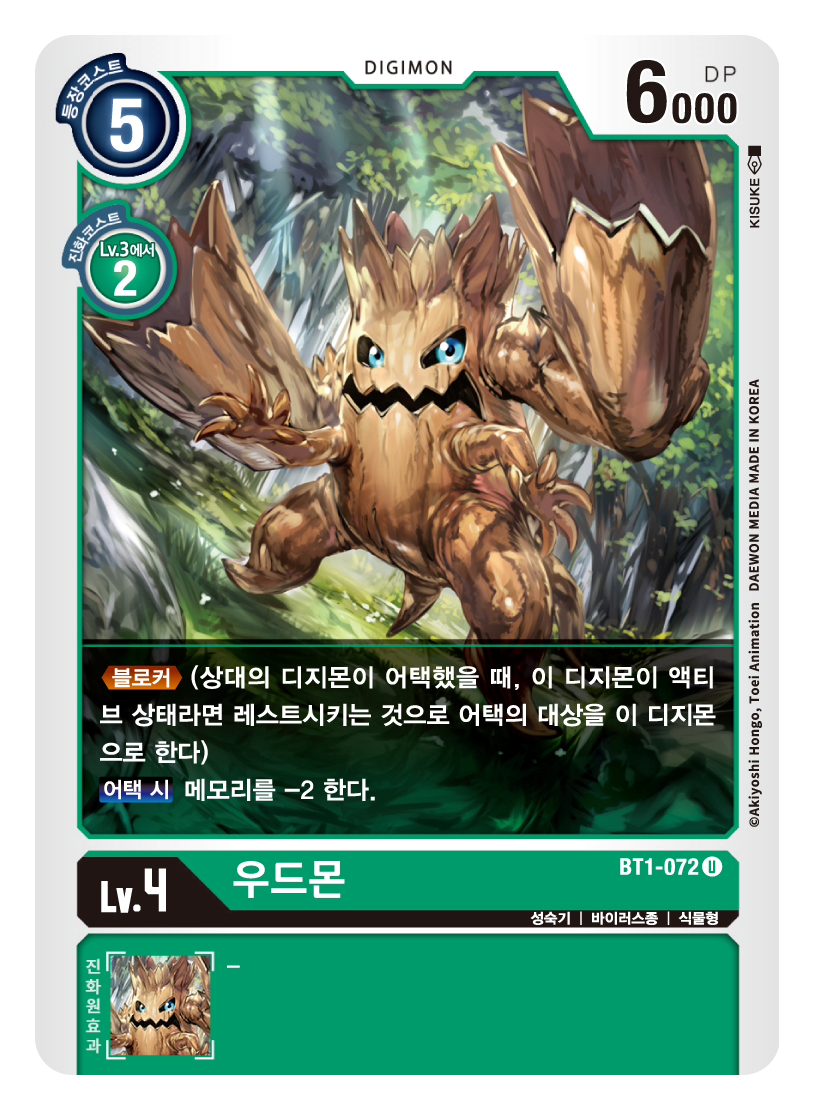 DIGIMON
등장코스트
5
DP
6000
진화코스트
Lv.3에서
2
KISUKE
©Akiyoshi Hongo, Toei Animation DAEWON MEDIA MADE IN KOREA
블로커 (상대의 디지몬이 어택했을 때, 이 디지몬이 액티
브 상태라면 레스트시키는 것으로 어택의 대상을 이 디지몬
으로 한다)
어택 시 메모리를 -2 한다.
Lv.4
우드몬
BT1-072 U
성숙기 | 바이러스종 | 식물형
진화원효과
–